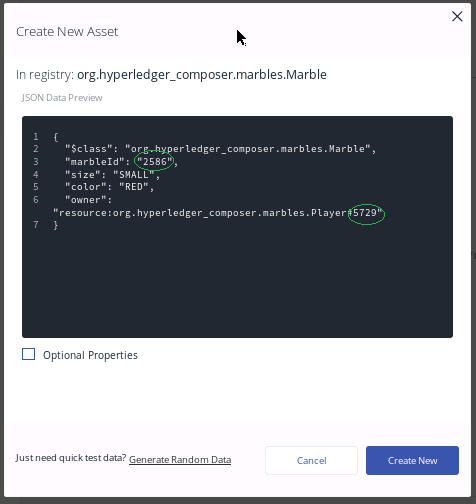 Create New Asset
In registry: org.hyperledger_composer.marbles.Marble
JSON Data Preview
1 {
2 "$class": "org.hyperledger_composer.marbles.Marble",
3 "marbleId": "2586",
4 "size": "SMALL",
5 "color": "RED",
6 "owner":
"resource:org.hyperledger_composer.marbles.Player#5729"
7 }
Optional Properties
Just need quick test data? Generate Random Data
Cancel
Create New